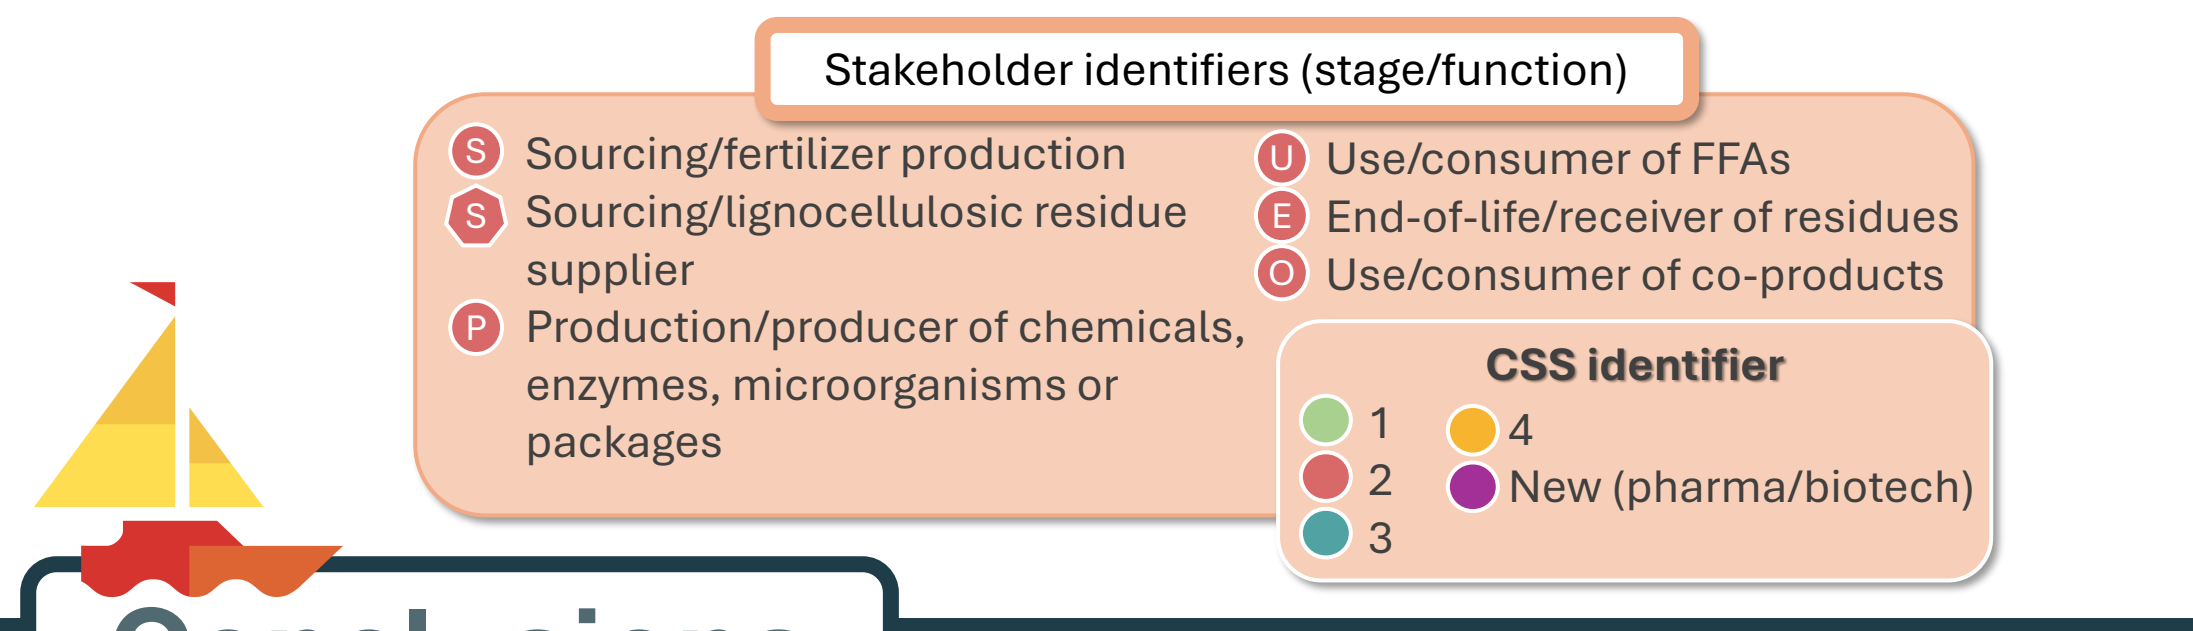 Stakeholder identifiers (stage/function)
S Sourcing/fertilizer production
S Sourcing/lignocellulosic residue
supplier
P Production/producer of chemicals,
enzymes, microorganisms or
packages
U Use/consumer of FFAs
E End-of-life/receiver of residues
O Use/consumer of co-products
CSS identifier
1
2
3
4
New (pharma/biotech)